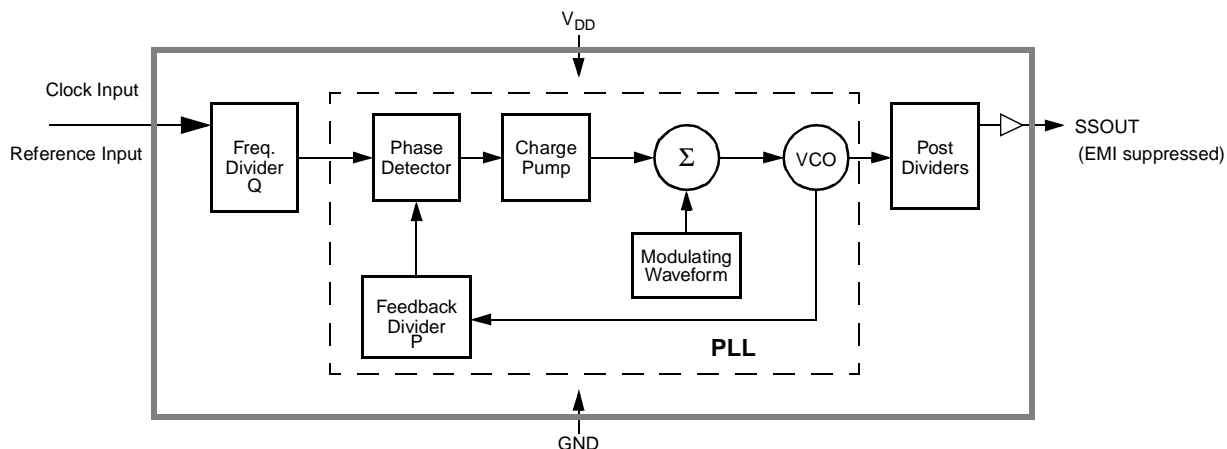 VDD
Clock Input
Reference Input
Freq.
Divider
Q
Phase
Detector
Charge
Pump
Σ
VCO
Post
Dividers
SSOUT
(EMI suppressed)
Modulating
Waveform
Feedback
Divider
P
PLL
GND